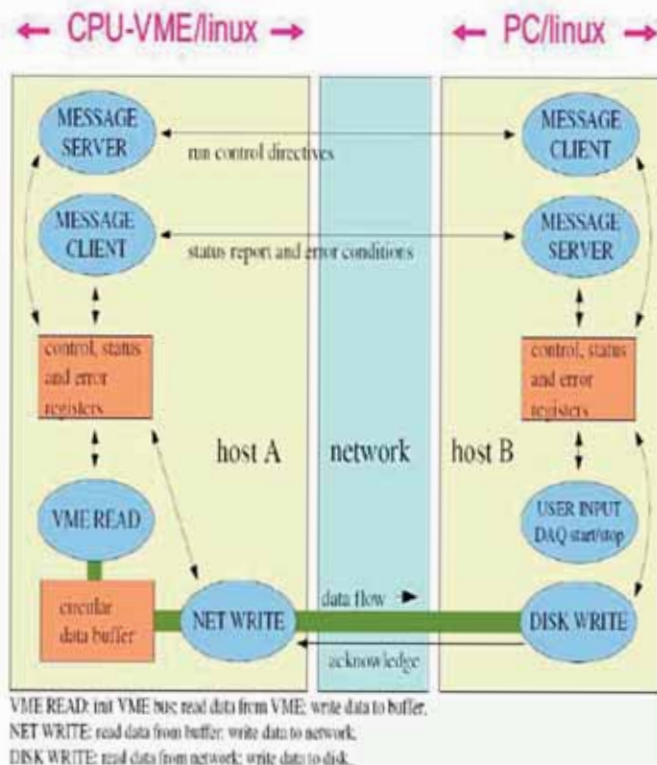 CPU-VME/linux
PC/linux
MESSAGE
SERVER
run control directives
MESSAGE
CLIENT
MESSAGE
CLIENT
status report and error conditions
MESSAGE
SERVER
control, status
and error
registers
control, status
and error
registers
host A
network
host B
VME READ
USER INPUT
DAQ start/stop
circular
data buffer
NET WRITE
data flow
DISK WRITE
acknowledge
VME READ: init VME bus; read data from VME; write data to buffer.
NET WRITE: read data from buffer; write data to network.
DISK WRITE: read data from network; write data to disk.